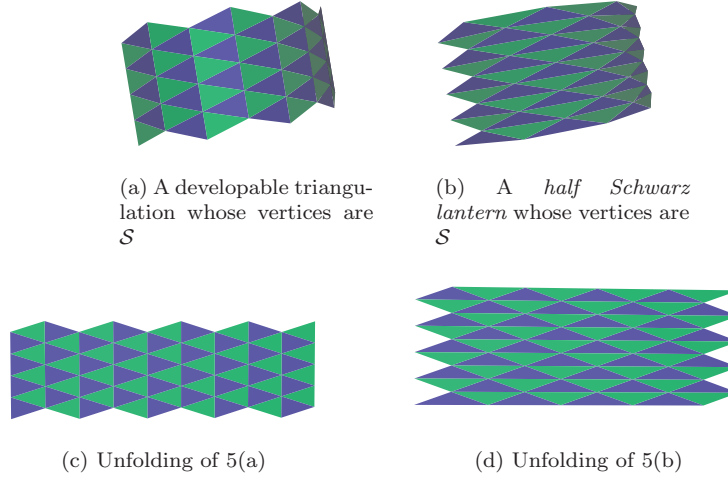 (a) A developable triangu-
lation whose vertices are
𝒮
(b) A half Schwarz
lantern whose vertices are
𝒮
(c) Unfolding of 5(a)
(d) Unfolding of 5(b)